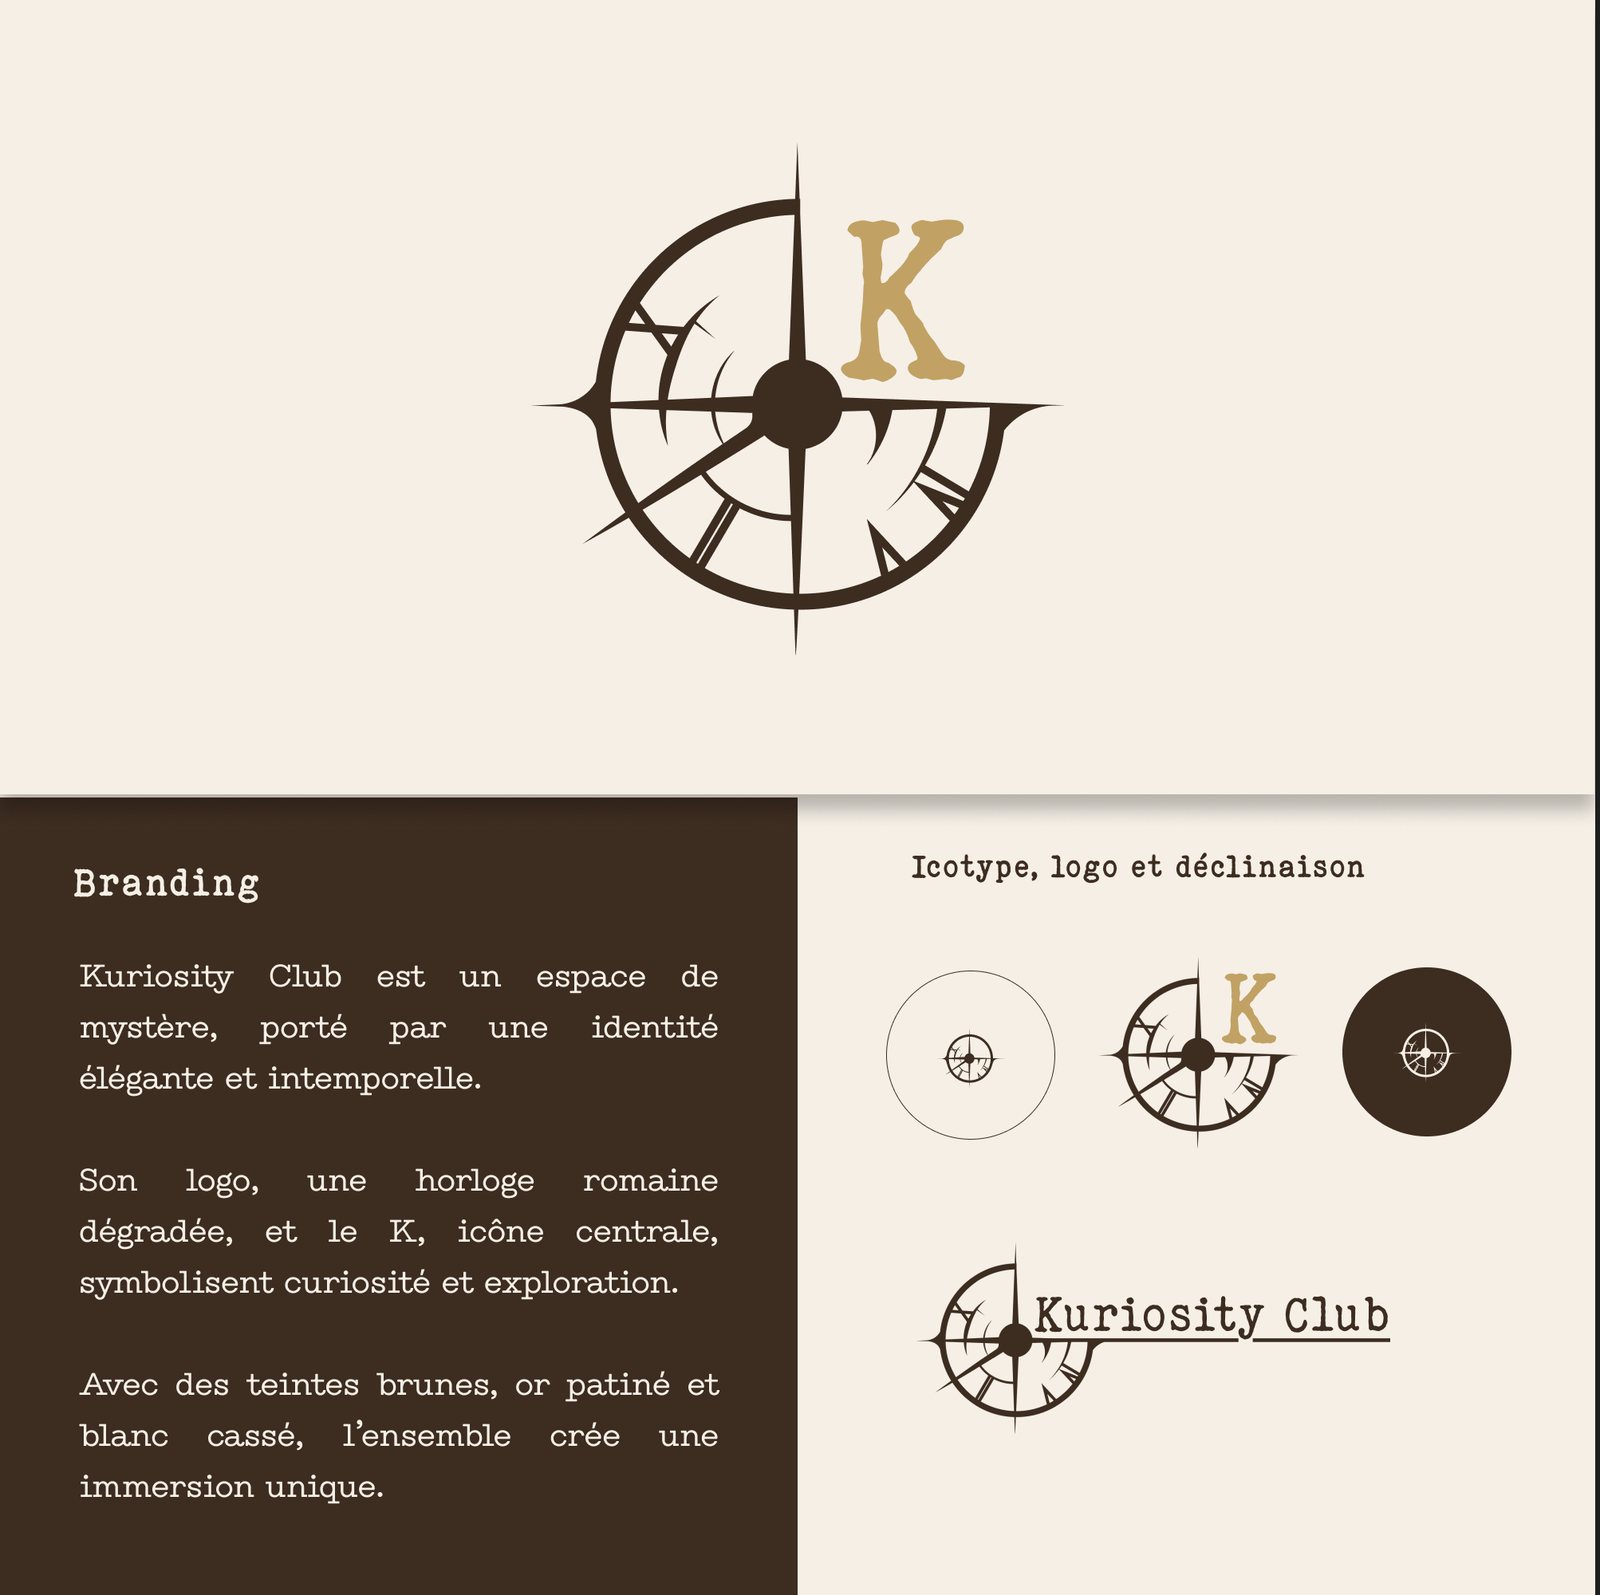 K
Branding
Kuriosity Club est un espace de
mystère, porté par une identité
élégante et intemporelle.
Son logo, une horloge romaine
dégradée, et le K, icône centrale,
symbolisent curiosité et exploration.
Avec des teintes brunes, or patiné et
blanc cassé, l’ensemble crée une
immersion unique.
Icotype, logo et déclinaison
K
Kuriosity Club